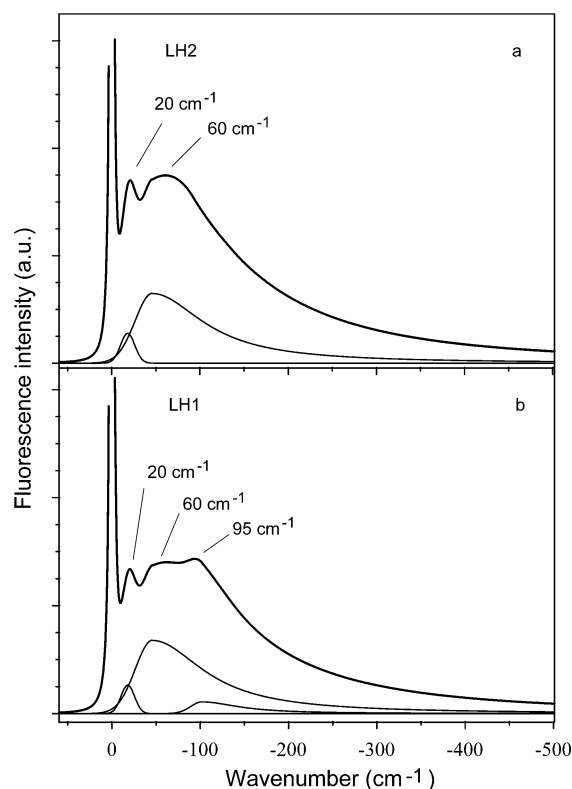 LH2
a
20 cm⁻¹
60 cm⁻¹
Fluorescence intensity (a.u.)
LH1
b
20 cm⁻¹
60 cm⁻¹
95 cm⁻¹
0 -100 -200 -300 -400 -500
Wavenumber (cm⁻¹)